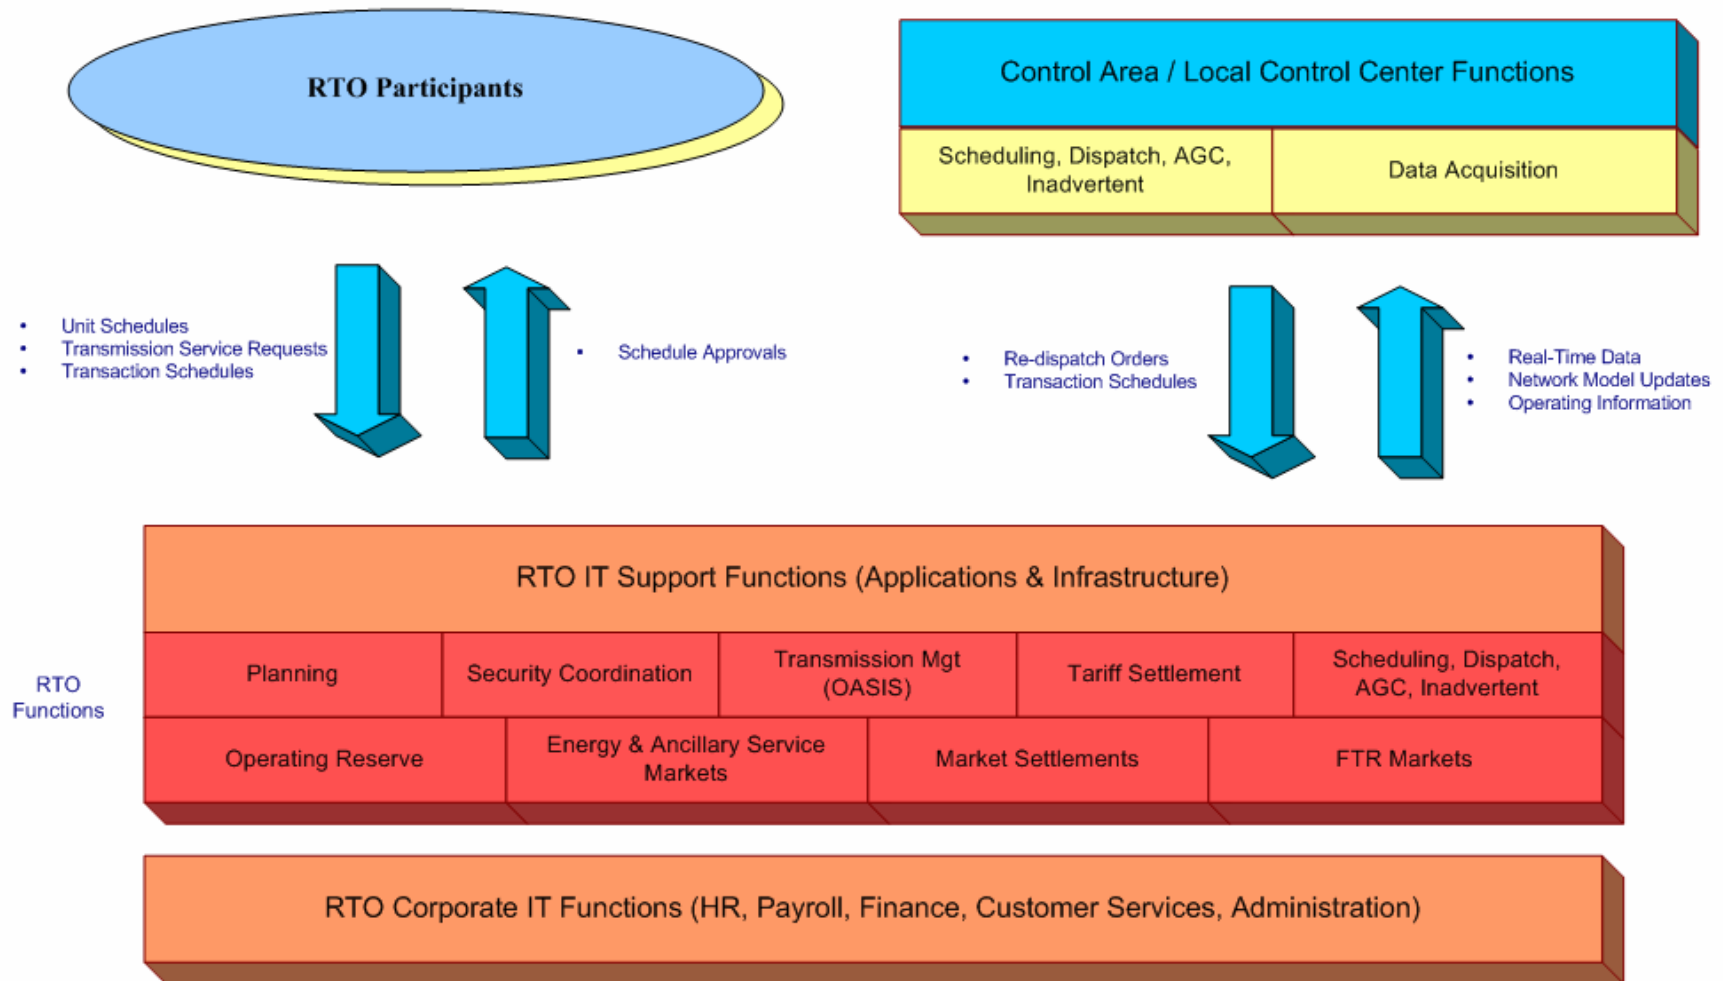 RTO Participants
Control Area / Local Control Center Functions
Scheduling, Dispatch, AGC,
Inadvertent
Data Acquisition
• Unit Schedules
• Transmission Service Requests
• Transaction Schedules
• Schedule Approvals
• Re-dispatch Orders
• Transaction Schedules
• Real-Time Data
• Network Model Updates
• Operating Information
RTO IT Support Functions (Applications & Infrastructure)
RTO
Functions
Planning
Security Coordination
Transmission Mgt
(OASIS)
Tariff Settlement
Scheduling, Dispatch,
AGC, Inadvertent
Operating Reserve
Energy & Ancillary Service
Markets
Market Settlements
FTR Markets
RTO Corporate IT Functions (HR, Payroll, Finance, Customer Services, Administration)